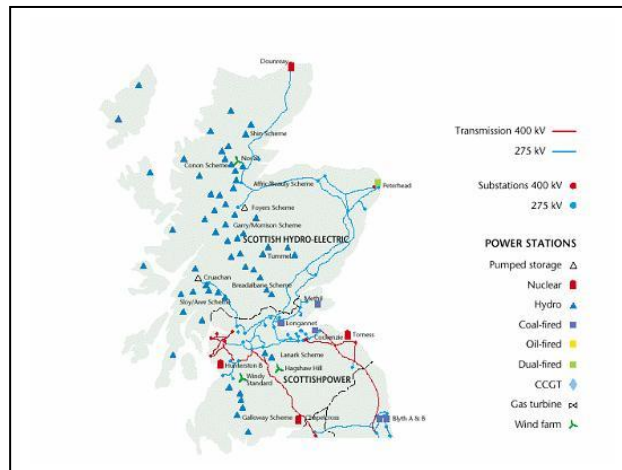 Dounreay
Shin Scheme
Novar
Conon Scheme
Affric/Beauly Scheme
Peterhead
Foyers Scheme
Garry/Morrison Scheme
SCOTTISH HYDRO-ELECTRIC
Tummel
Cruachan
Breadalbane Scheme
Sloy/Awe Scheme
Methil
Longannet
Cockenzie
Torness
Lanark Scheme
Hunterston B
Hagshaw Hill
Windy
Standard
SCOTTISHPOWER
Galloway Scheme
Chapelcross
Blyth A & B
Transmission 400 kV
275 kV
Substations 400 kV
275 kV
POWER STATIONS
Pumped storage
Nuclear
Hydro
Coal-fired
Oil-fired
Dual-fired
CCGT
Gas turbine
Wind farm